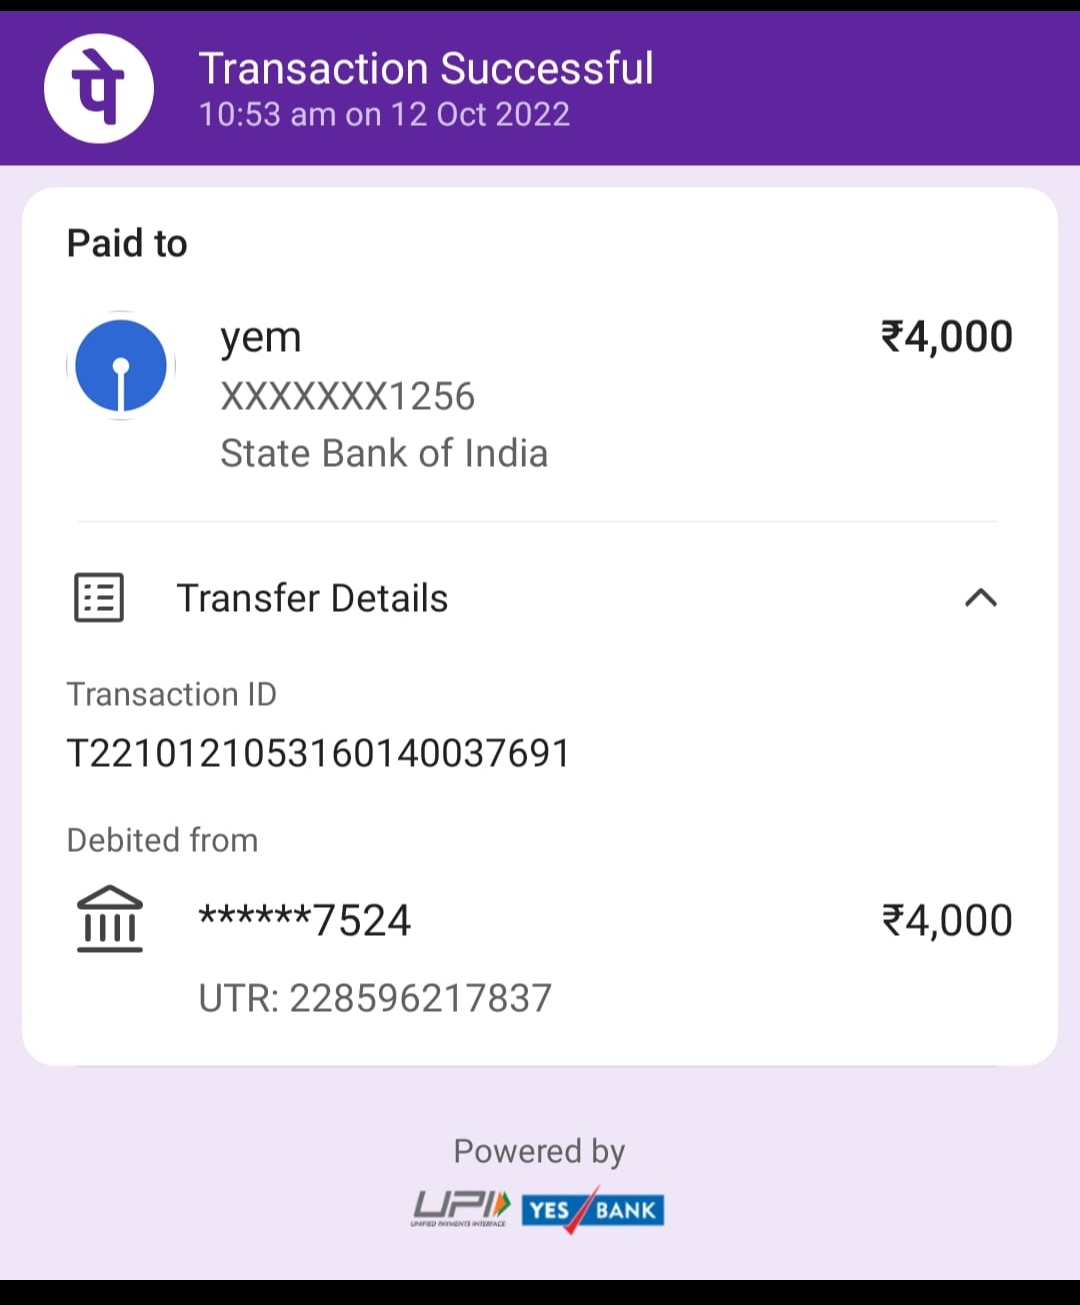 पे
Transaction Successful
10:53 am on 12 Oct 2022
Paid to
yem
₹4,000
XXXXXXX1256
State Bank of India
Transfer Details
Transaction ID
T2210121053160140037691
Debited from
******7524
₹4,000
UTR: 228596217837
Powered by
UPI
UNIFIED PAYMENTS INTERFACE
YES BANK